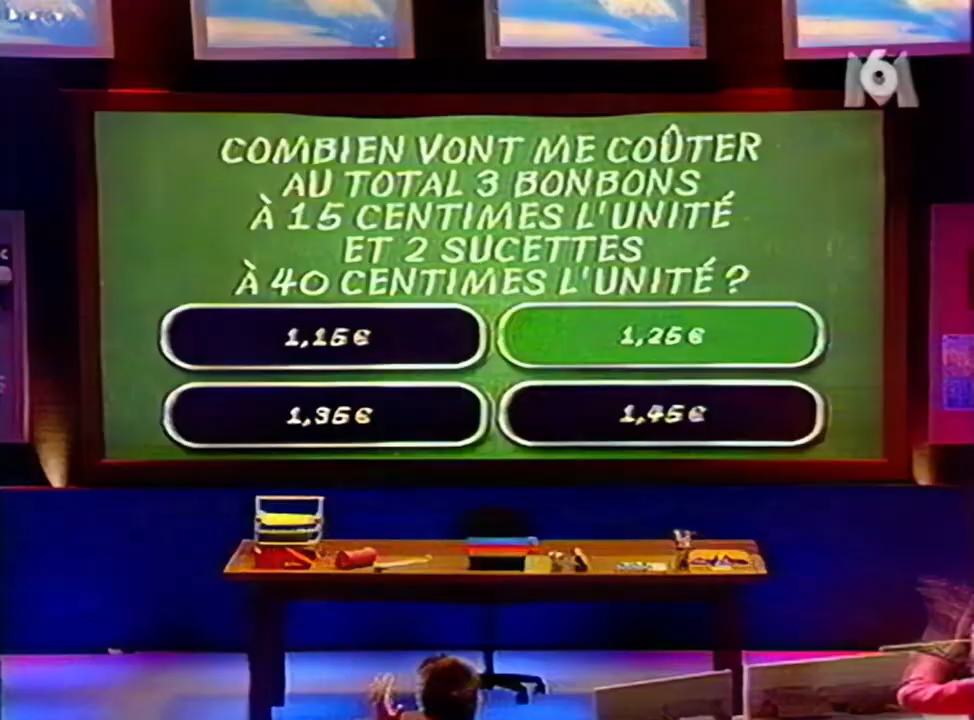 M6
COMBIEN VONT ME COÛTER
AU TOTAL 3 BONBONS
À 15 CENTIMES L'UNITÉ
ET 2 SUCETTES
À 40 CENTIMES L'UNITÉ ?
1,15€
1,25€
1,35€
1,45€